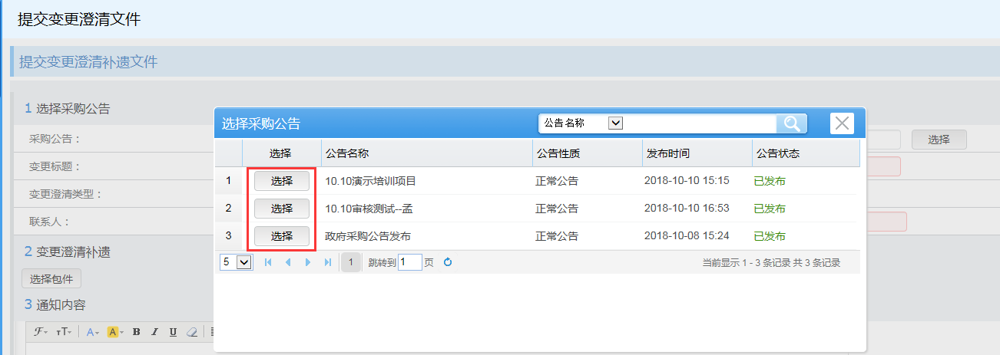 提交变更澄清文件
提交变更澄清补遗文件
1 选择采购公告
采购公告：
选择
变更标题：
变更澄清类型：
联系人：
2 变更澄清补遗
选择包件
3 通知内容
选择采购公告
公告名称
选择 公告名称 公告性质 发布时间 公告状态
1 选择 10.10演示培训项目 正常公告 2018-10-10 15:15 已发布
2 选择 10.10审核测试--孟 正常公告 2018-10-10 16:53 已发布
3 选择 政府采购公告发布 正常公告 2018-10-08 15:24 已发布
5 1 跳转到 1 页 当前显示 1 - 3 条记录 共 3 条记录
ℱ TT A A B I U